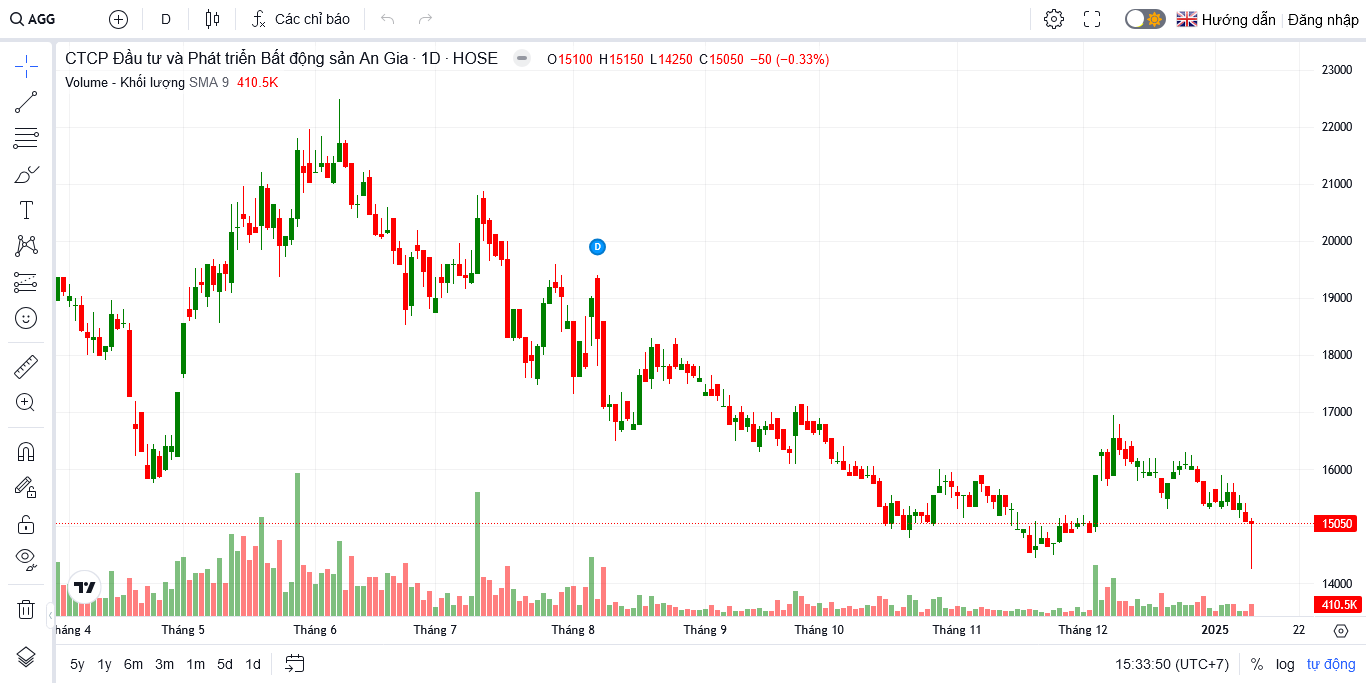 AGG D Các chỉ báo Hướng dẫn Đăng nhập
CTCP Đầu tư và Phát triển Bất động sản An Gia · 1D · HOSE O15100 H15150 L14250 C15050 −50 (−0.33%)
Volume - Khối lượng SMA 9 410.5K
23000
22000
21000
20000
D
19000
18000
17000
16000
15050
14000
410.5K
háng 4 Tháng 5 Tháng 6 Tháng 7 Tháng 8 Tháng 9 Tháng 10 Tháng 11 Tháng 12 2025 22
5y 1y 6m 3m 1m 5d 1d 15:33:50 (UTC+7) % log tự động